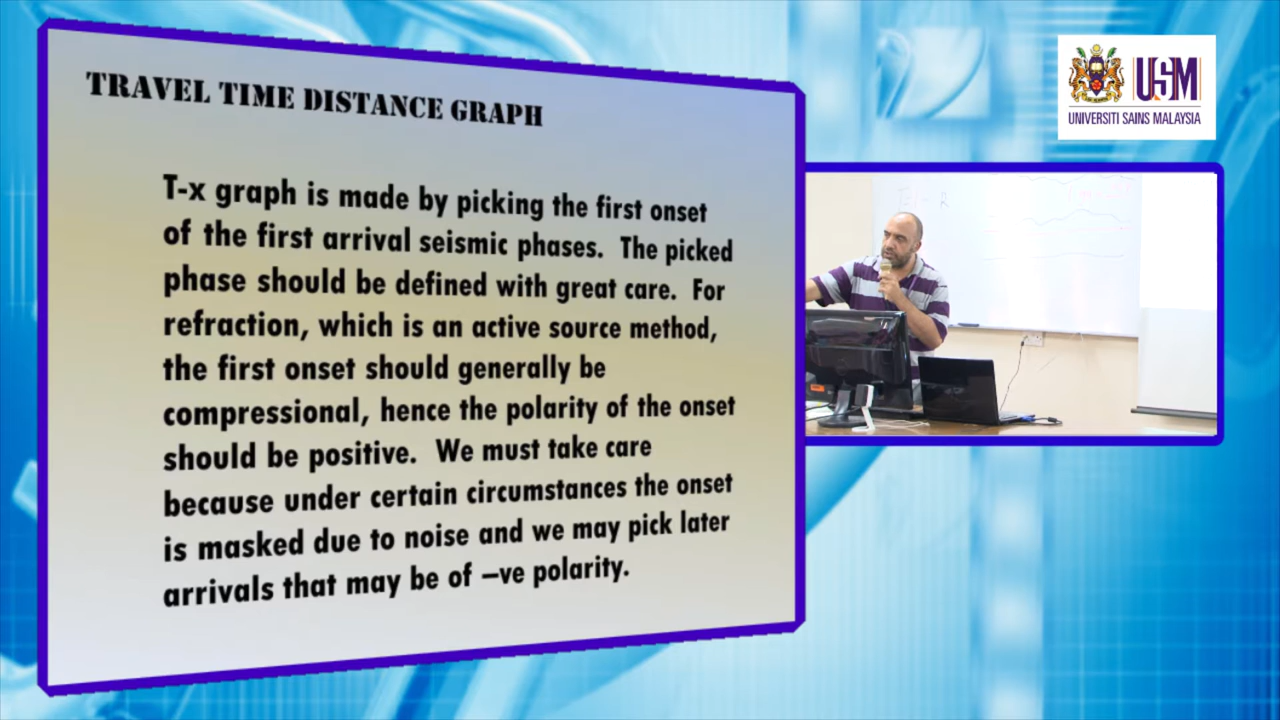 TRAVEL TIME DISTANCE GRAPH
T-x graph is made by picking the first onset
of the first arrival seismic phases. The picked
phase should be defined with great care. For
refraction, which is an active source method,
the first onset should generally be
compressional, hence the polarity of the onset
should be positive. We must take care
because under certain circumstances the onset
is masked due to noise and we may pick later
arrivals that may be of –ve polarity.
USM
UNIVERSITI SAINS MALAYSIA